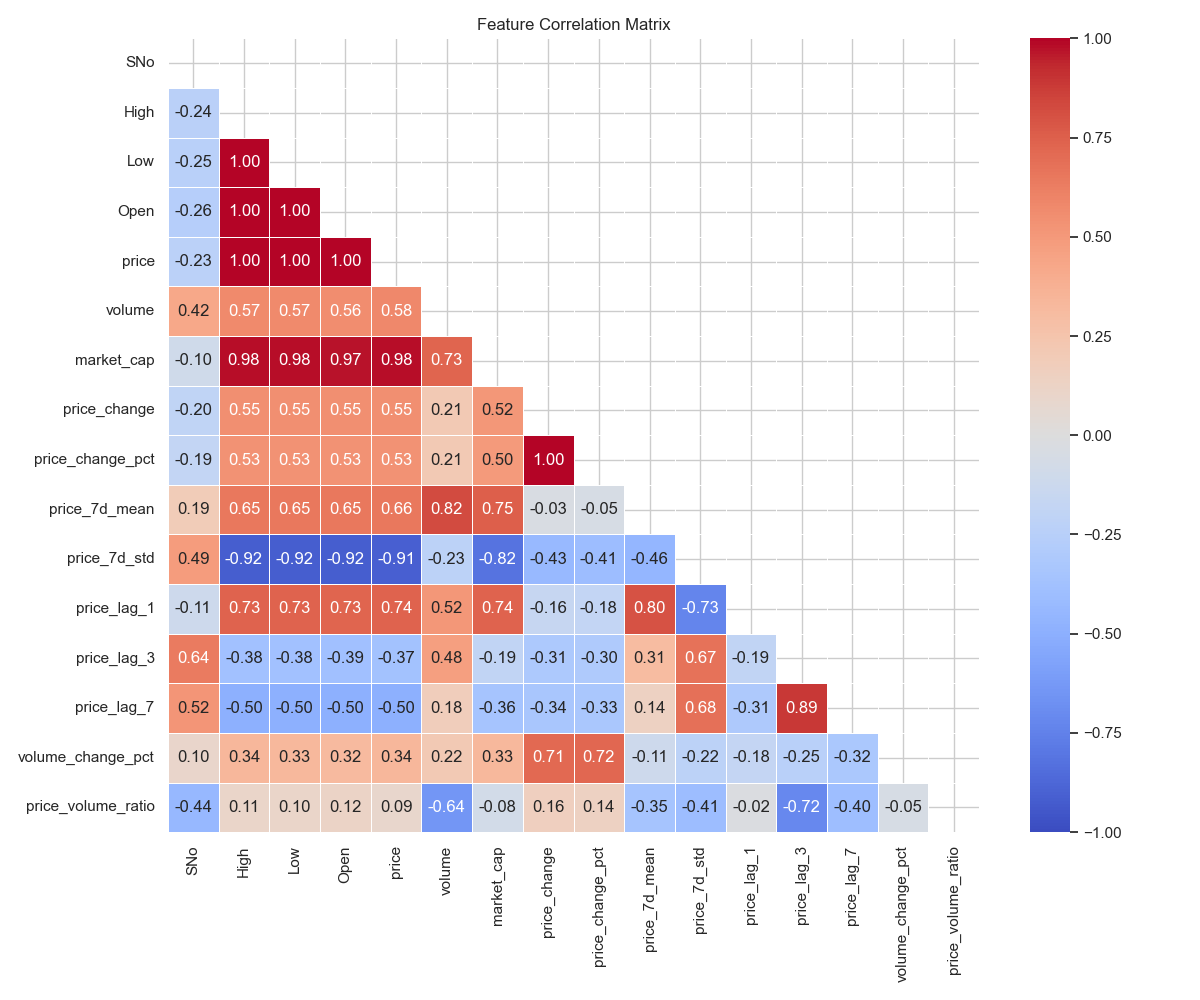 Feature Correlation Matrix
SNo
High -0.24
Low -0.25 1.00
Open -0.26 1.00 1.00
price -0.23 1.00 1.00 1.00
volume 0.42 0.57 0.57 0.56 0.58
market_cap -0.10 0.98 0.98 0.97 0.98 0.73
price_change -0.20 0.55 0.55 0.55 0.55 0.21 0.52
price_change_pct -0.19 0.53 0.53 0.53 0.53 0.21 0.50 1.00
price_7d_mean 0.19 0.65 0.65 0.65 0.66 0.82 0.75 -0.03 -0.05
price_7d_std 0.49 -0.92 -0.92 -0.92 -0.91 -0.23 -0.82 -0.43 -0.41 -0.46
price_lag_1 -0.11 0.73 0.73 0.73 0.74 0.52 0.74 -0.16 -0.18 0.80 -0.73
price_lag_3 0.64 -0.38 -0.38 -0.39 -0.37 0.48 -0.19 -0.31 -0.30 0.31 0.67 -0.19
price_lag_7 0.52 -0.50 -0.50 -0.50 -0.50 0.18 -0.36 -0.34 -0.33 0.14 0.68 -0.31 0.89
volume_change_pct 0.10 0.34 0.33 0.32 0.34 0.22 0.33 0.71 0.72 -0.11 -0.22 -0.18 -0.25 -0.32
price_volume_ratio -0.44 0.11 0.10 0.12 0.09 -0.64 -0.08 0.16 0.14 -0.35 -0.41 -0.02 -0.72 -0.40 -0.05
SNo
High
Low
Open
price
volume
market_cap
price_change
price_change_pct
price_7d_mean
price_7d_std
price_lag_1
price_lag_3
price_lag_7
volume_change_pct
price_volume_ratio
1.00
0.75
0.50
0.25
0.00
−0.25
−0.50
−0.75
−1.00